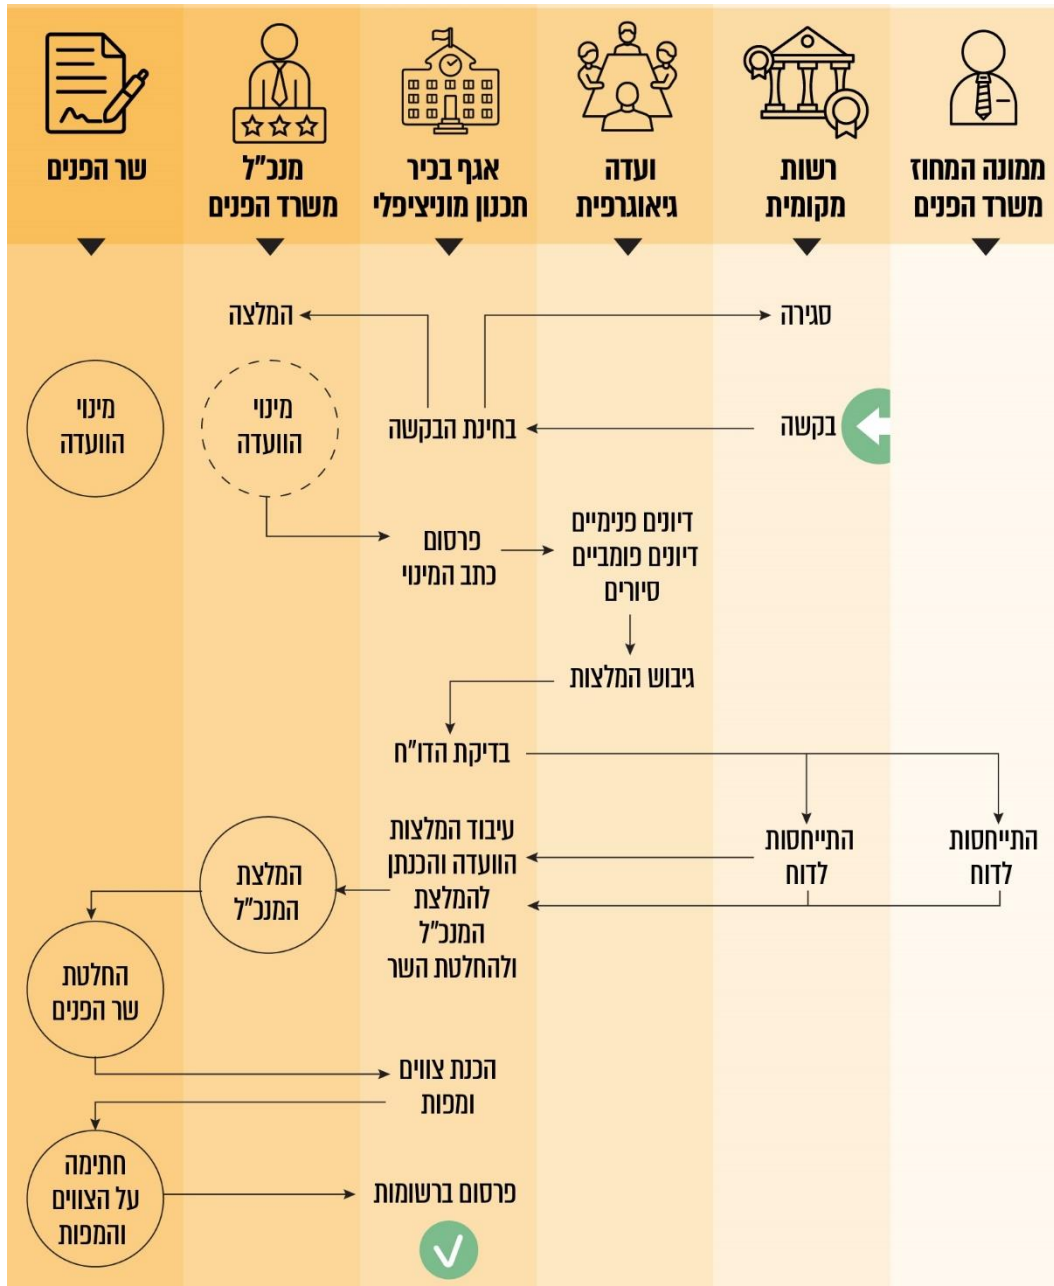 ממונה המחוז
משרד הפנים
רשות
מקומית
ועדה
גיאוגרפית
אגף בכיר
תכנון מוניציפלי
מנכ"ל
משרד הפנים
שר הפנים
סגירה
המלצה
בקשה
בחינת הבקשה
מינוי
הוועדה
מינוי
הוועדה
דיונים פנימיים
דיונים פומביים
סיורים
פרסום
כתב המינוי
גיבוש המלצות
בדיקת הדו"ח
התייחסות
לדוח
התייחסות
לדוח
עיבוד המלצות
הוועדה והכנתן
להמלצת
המנכ"ל
ולהחלטת השר
המלצת
המנכ"ל
החלטת
שר הפנים
הכנת צווים
ומפות
חתימה
על הצווים
והמפות
פרסום ברשומות